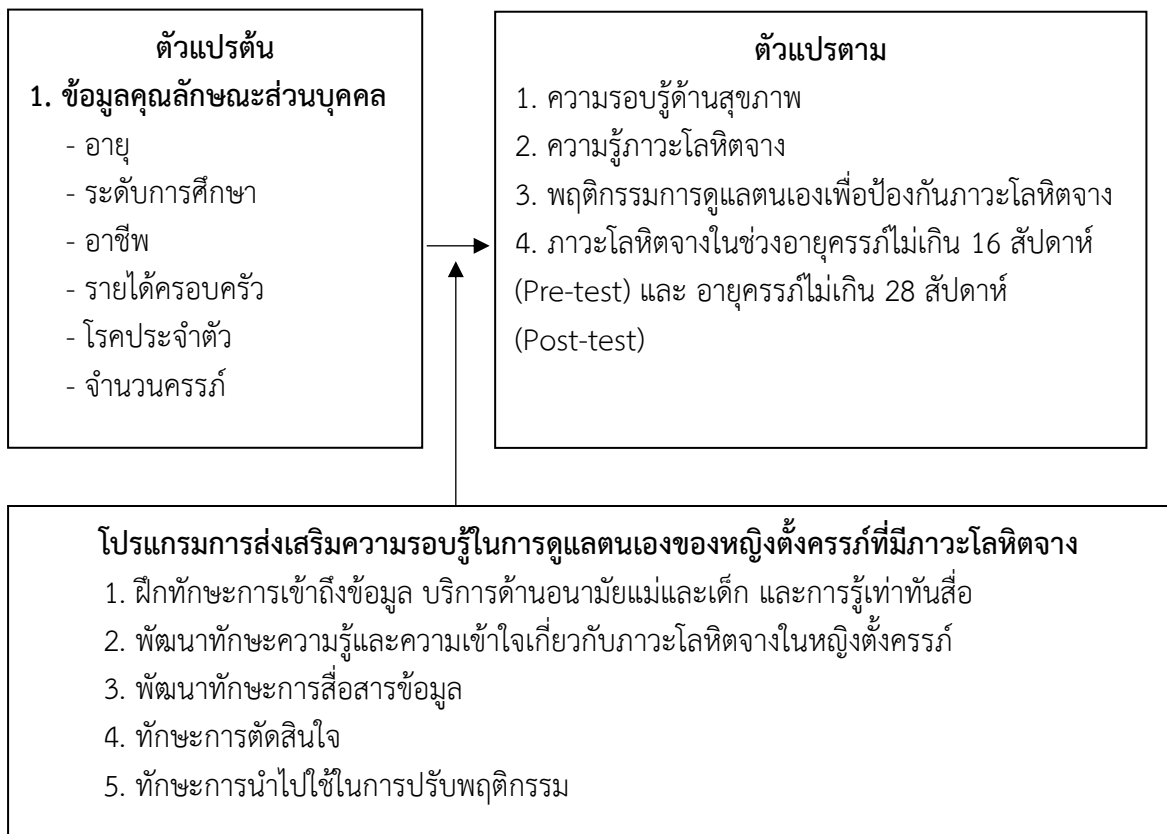 ตัวแปรต้น
1. ข้อมูลคุณลักษณะส่วนบุคคล
- อายุ
- ระดับการศึกษา
- อาชีพ
- รายได้ครอบครัว
- โรคประจำตัว
- จำนวนครรภ์
ตัวแปรตาม
1. ความรอบรู้ด้านสุขภาพ
2. ความรู้ภาวะโลหิตจาง
3. พฤติกรรมการดูแลตนเองเพื่อป้องกันภาวะโลหิตจาง
4. ภาวะโลหิตจางในช่วงอายุครรภ์ไม่เกิน 16 สัปดาห์
(Pre-test) และ อายุครรภ์ไม่เกิน 28 สัปดาห์
(Post-test)
โปรแกรมการส่งเสริมความรอบรู้ในการดูแลตนเองของหญิงตั้งครรภ์ที่มีภาวะโลหิตจาง
1. ฝึกทักษะการเข้าถึงข้อมูล บริการด้านอนามัยแม่และเด็ก และการรู้เท่าทันสื่อ
2. พัฒนาทักษะความรู้และความเข้าใจเกี่ยวกับภาวะโลหิตจางในหญิงตั้งครรภ์
3. พัฒนาทักษะการสื่อสารข้อมูล
4. ทักษะการตัดสินใจ
5. ทักษะการนำไปใช้ในการปรับพฤติกรรม